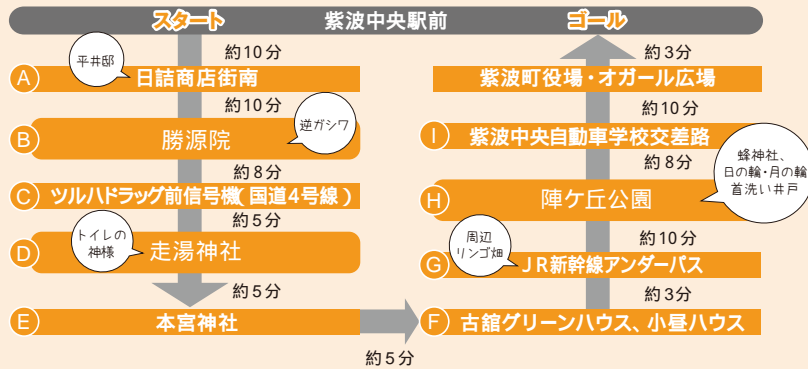 スタート 紫波中央駅前 ゴール
約10分
平井邸
A 日詰商店街南
約10分
逆ガシワ
B 勝源院
約8分
C ツルハドラッグ前信号機(国道4号線)
約5分
トイレの
神様
D 走湯神社
約5分
E 本宮神社
約5分
F 古舘グリーンハウス、小昼ハウス
約3分
周辺
リンゴ畑
G JR新幹線アンダーパス
約10分
蜂神社、
日の輪・月の輪
首洗い井戸
H 陣ケ丘公園
約8分
I 紫波中央自動車学校交差路
約10分
紫波町役場・オガール広場
約3分